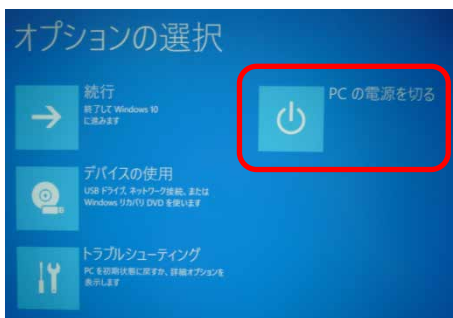 オプションの選択
続行
終了して Windows 10
に進みます
PC の電源を切る
デバイスの使用
USB ドライブ、ネットワーク接続、または
Windows リカバリ DVD を使います
トラブルシューティング
PC を初期状態に戻すか、詳細オプションを
表示します